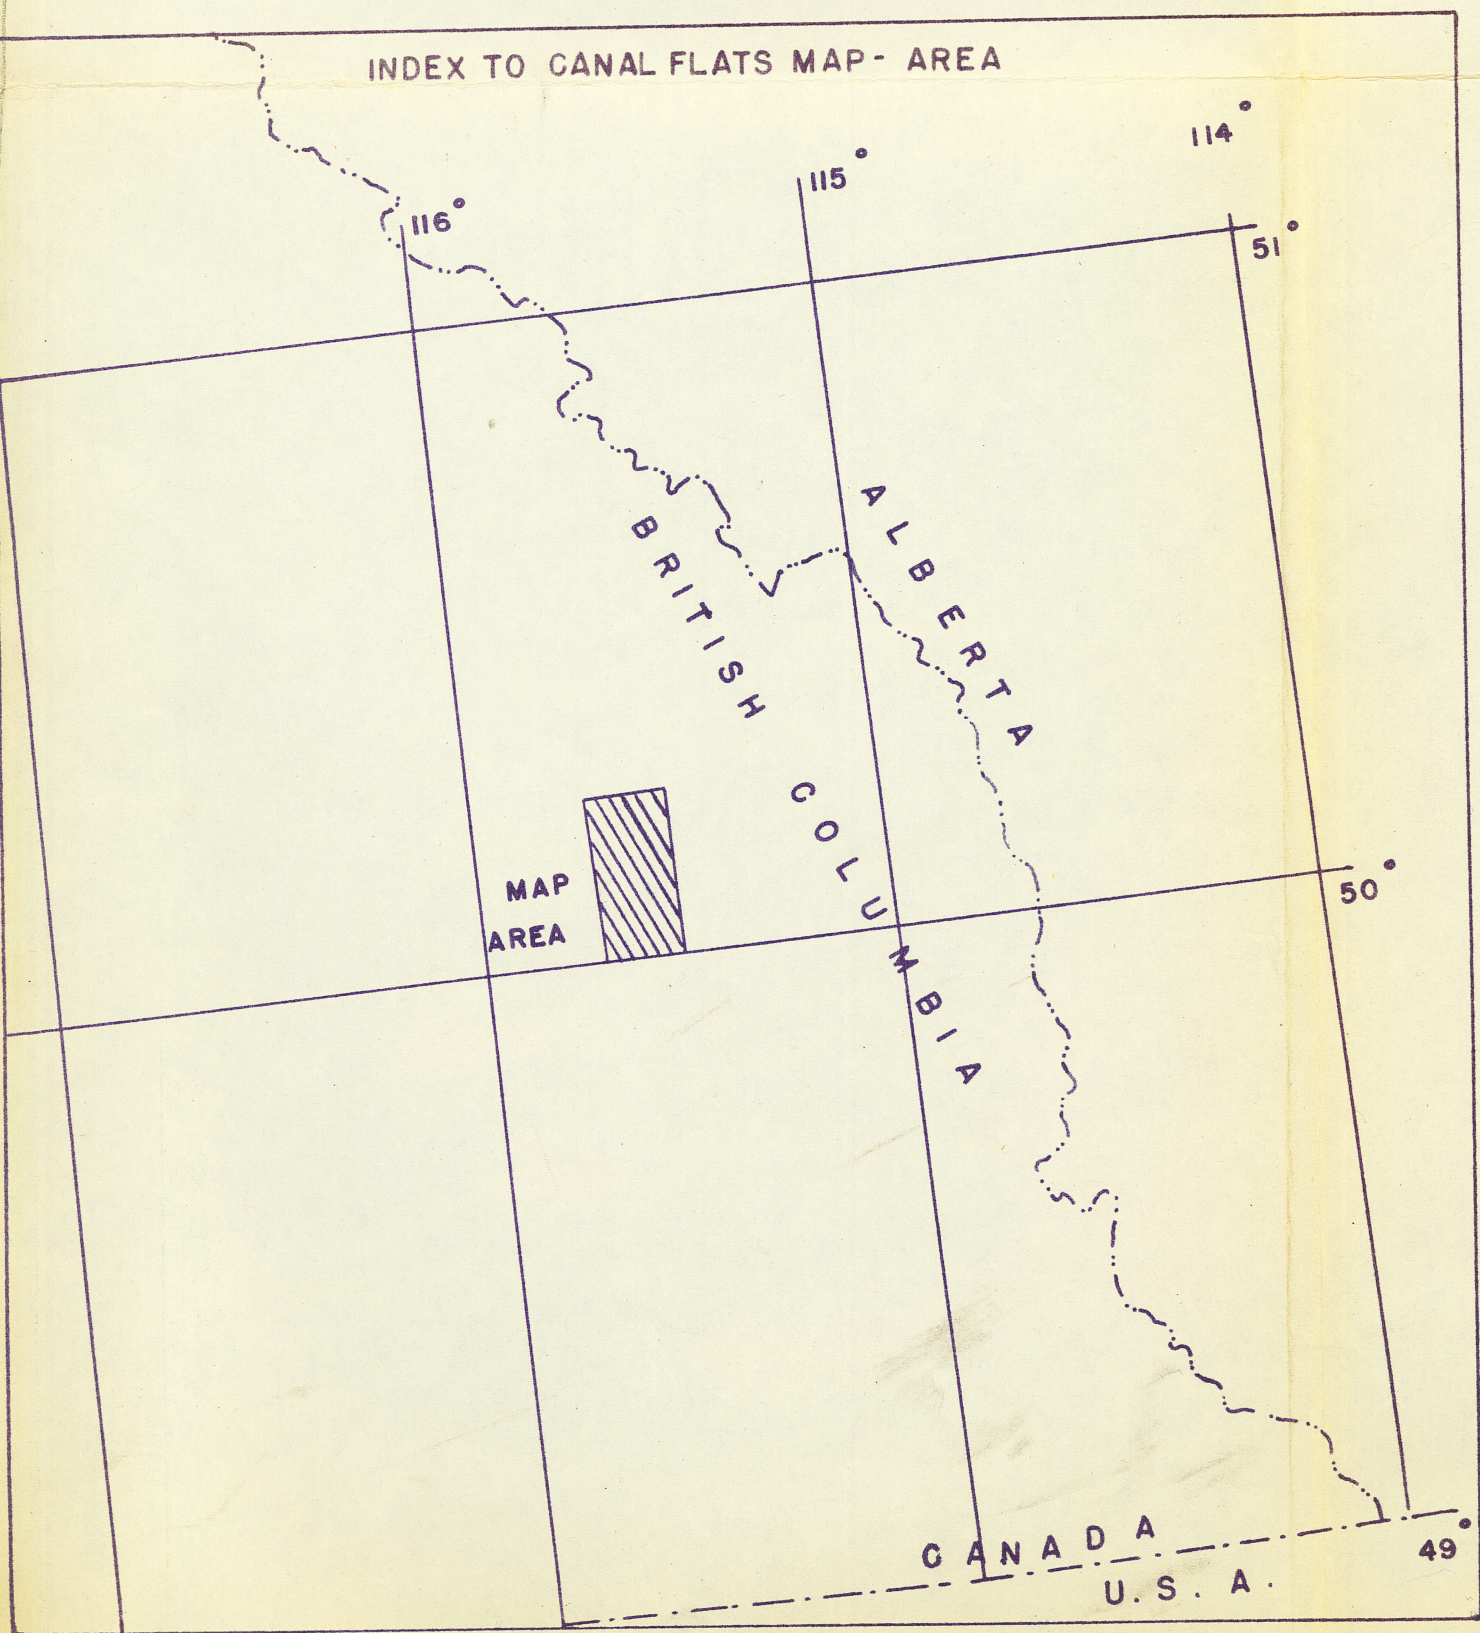 INDEX TO CANAL FLATS MAP- AREA
114°
115°
116°
51°
ALBERTA
BRITISH COLUMBIA
MAP
AREA
50°
CANADA
49°
U.S.A.